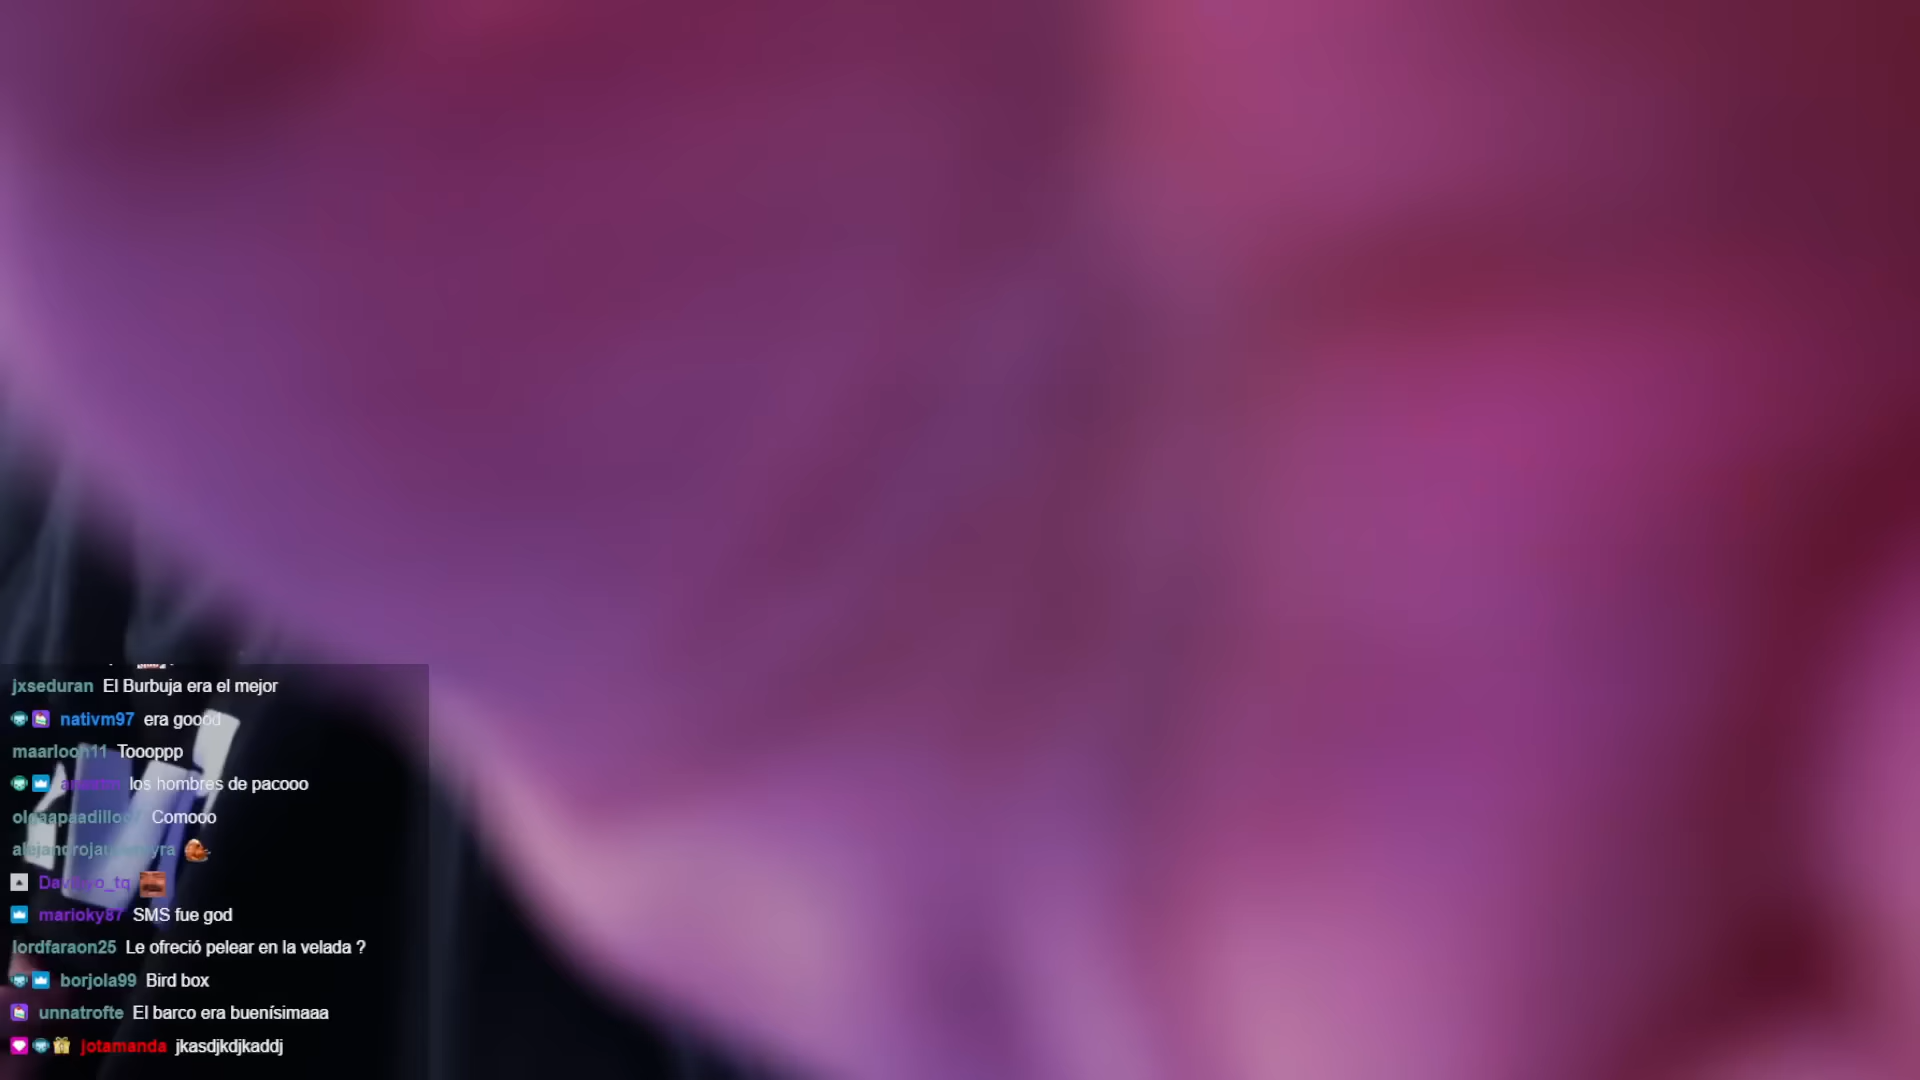 jxseduran El Burbuja era el mejor
nativm97 era goood
maarlooh11 Toooppp
los hombres de pacooo
Comooo
marioky87 SMS fue god
lordfaraon25 Le ofreció pelear en la velada ?
borjola99 Bird box
unnatrofte El barco era buenísimaaa
jotamanda jkasdjkdjkaddj